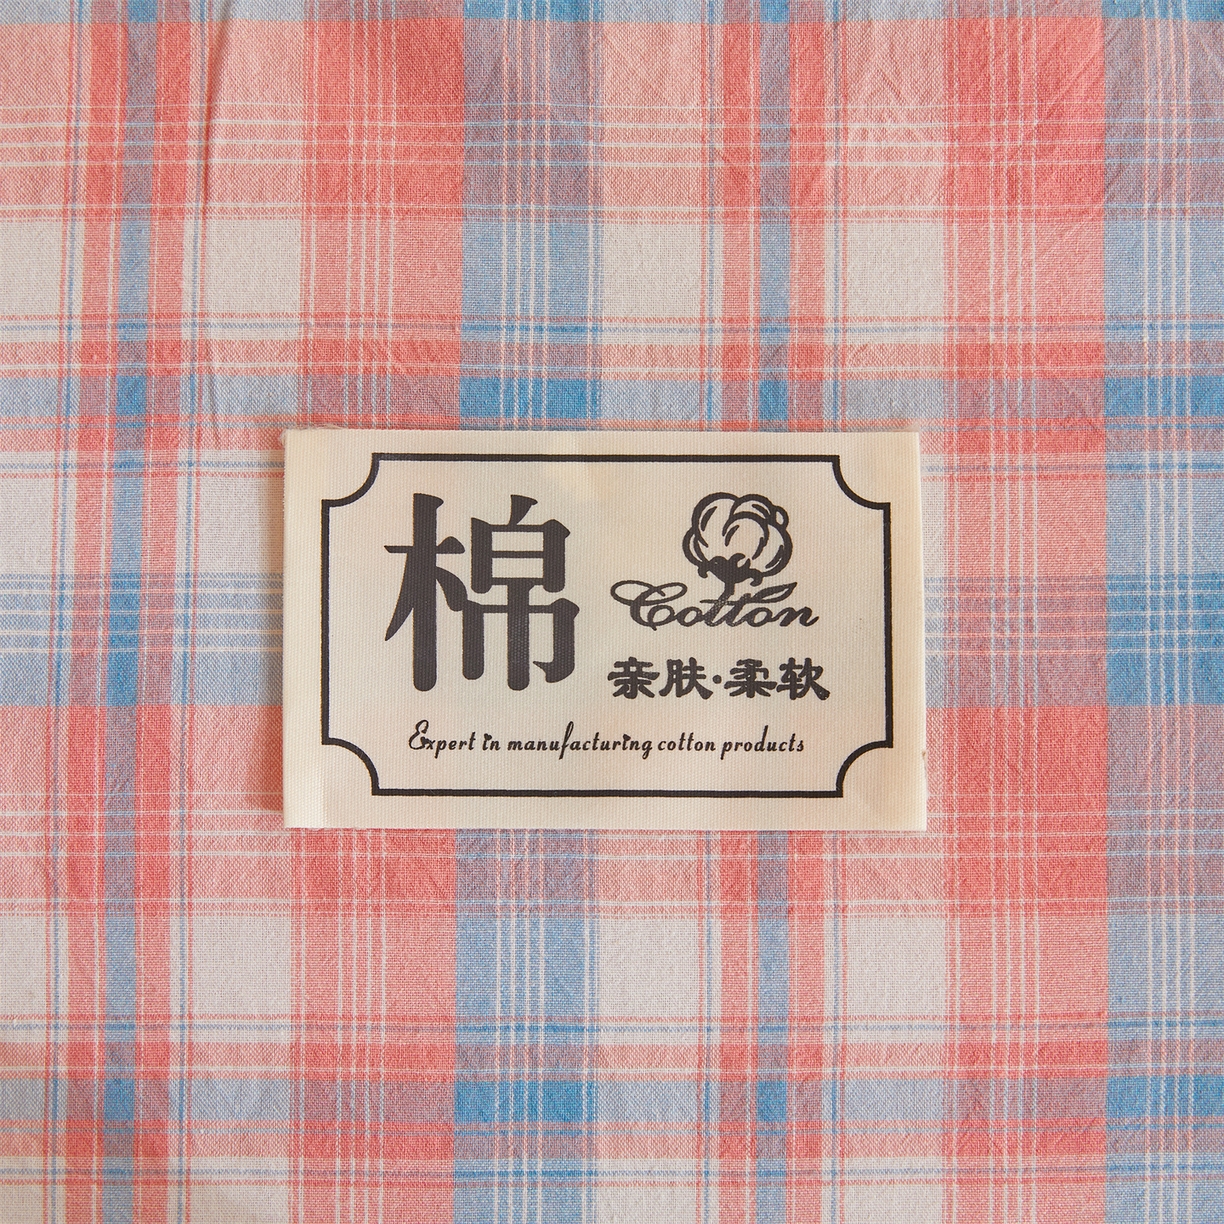 棉
Cotton
亲肤·柔软
Expert in manufacturing cotton products